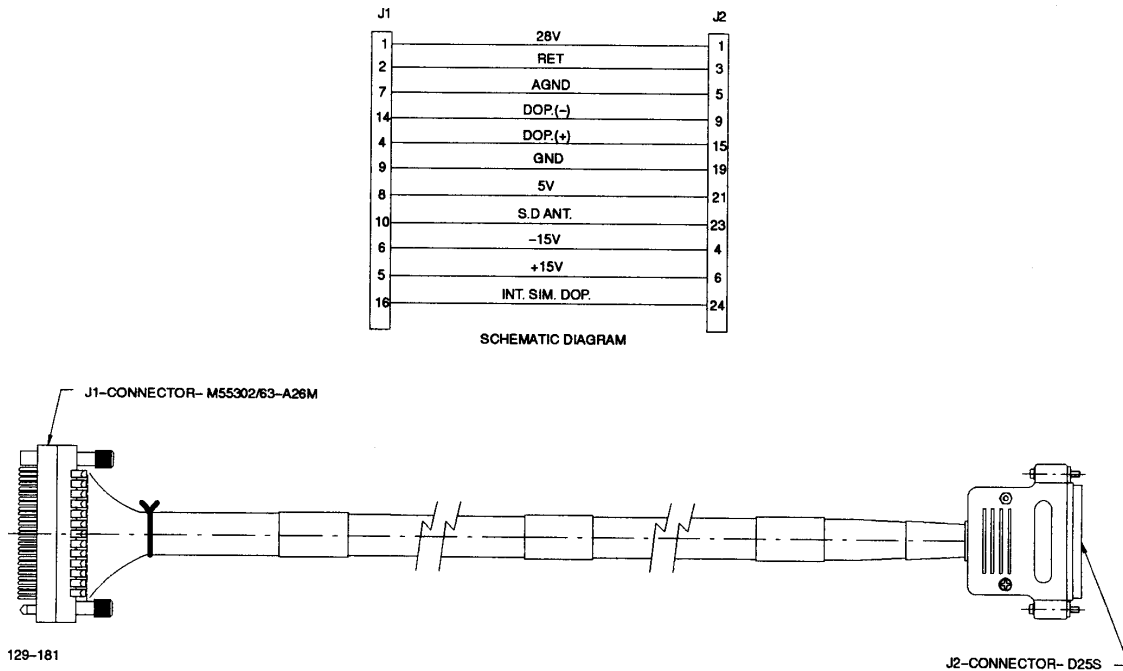 J1 J2
1 28V 1
2 RET 3
7 AGND 5
14 DOP.(-) 9
4 DOP.(+) 15
9 GND 19
8 5V 21
10 S.D ANT. 23
6 -15V 4
5 +15V 6
16 INT. SIM. DOP. 24
SCHEMATIC DIAGRAM
J1-CONNECTOR- M55302/63-A26M
129-181
J2-CONNECTOR- D25S